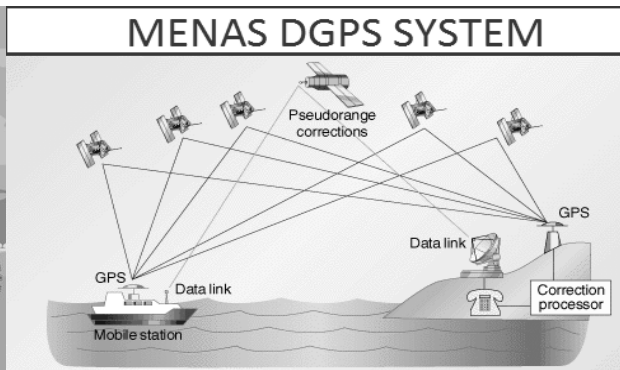 MENAS DGPS SYSTEM
Pseudorange
corrections
GPS
Data link
GPS
Data link
Correction
processor
Mobile station